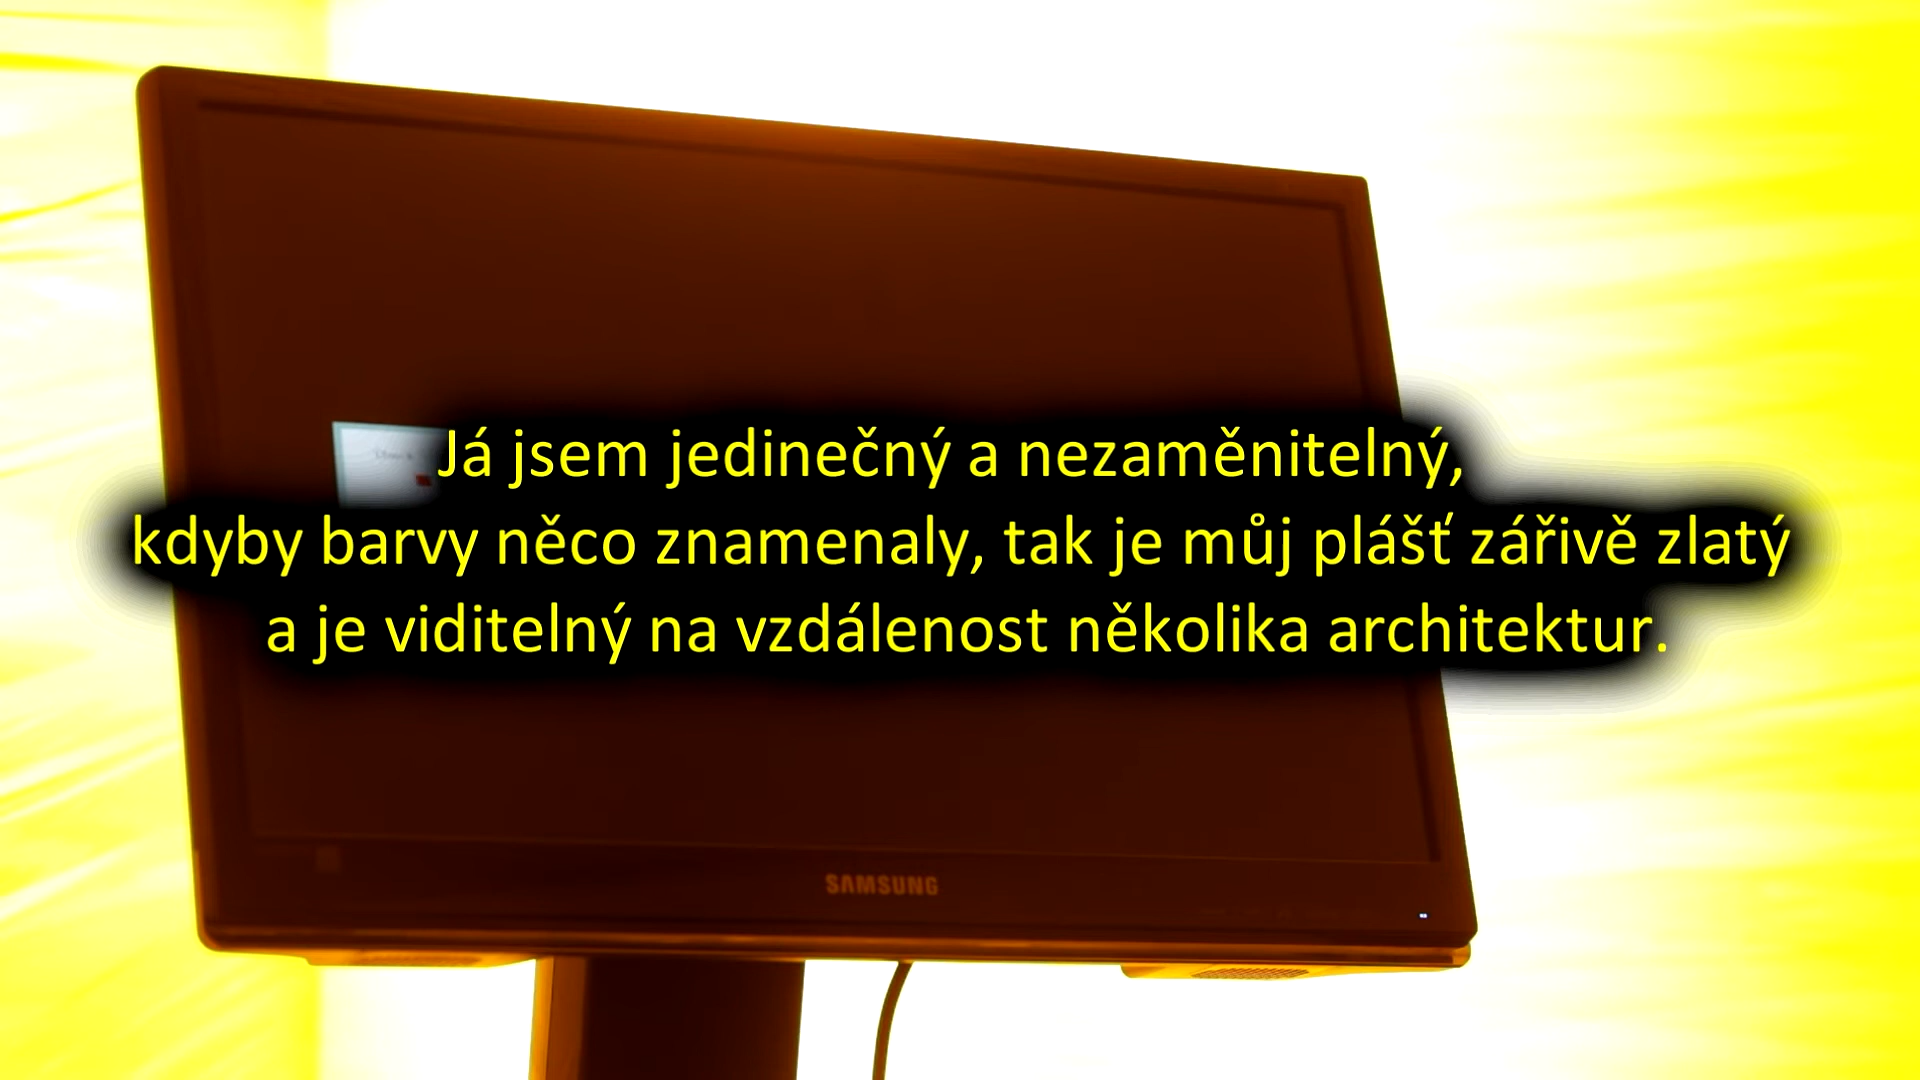 Já jsem jedinečný a nezaměnitelný,
kdyby barvy něco znamenaly, tak je můj plášť zářivě zlatý
a je viditelný na vzdálenost několika architektur.
SAMSUNG